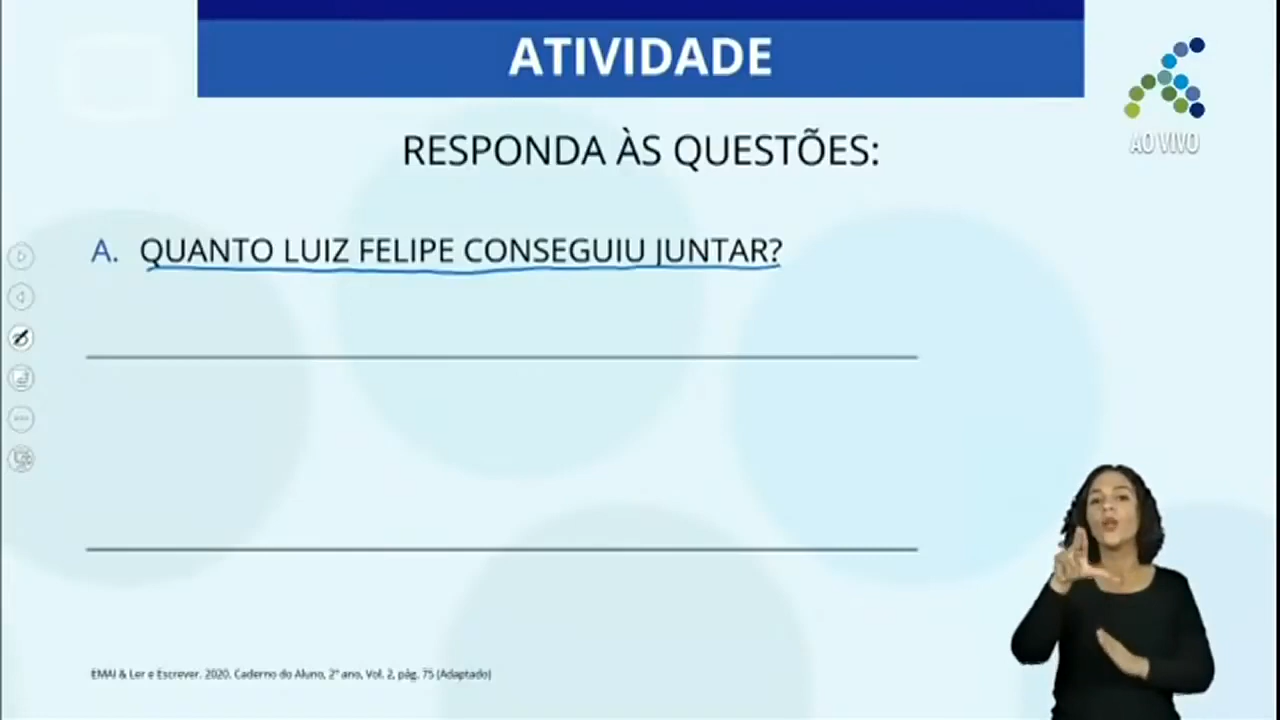 ATIVIDADE
AO VIVO
RESPONDA ÀS QUESTÕES:
A. QUANTO LUIZ FELIPE CONSEGUIU JUNTAR?
EMAI & Ler e Escrever. 2020. Caderno do Aluno, 2º ano, Vol. 2, pág. 75 (Adaptado)